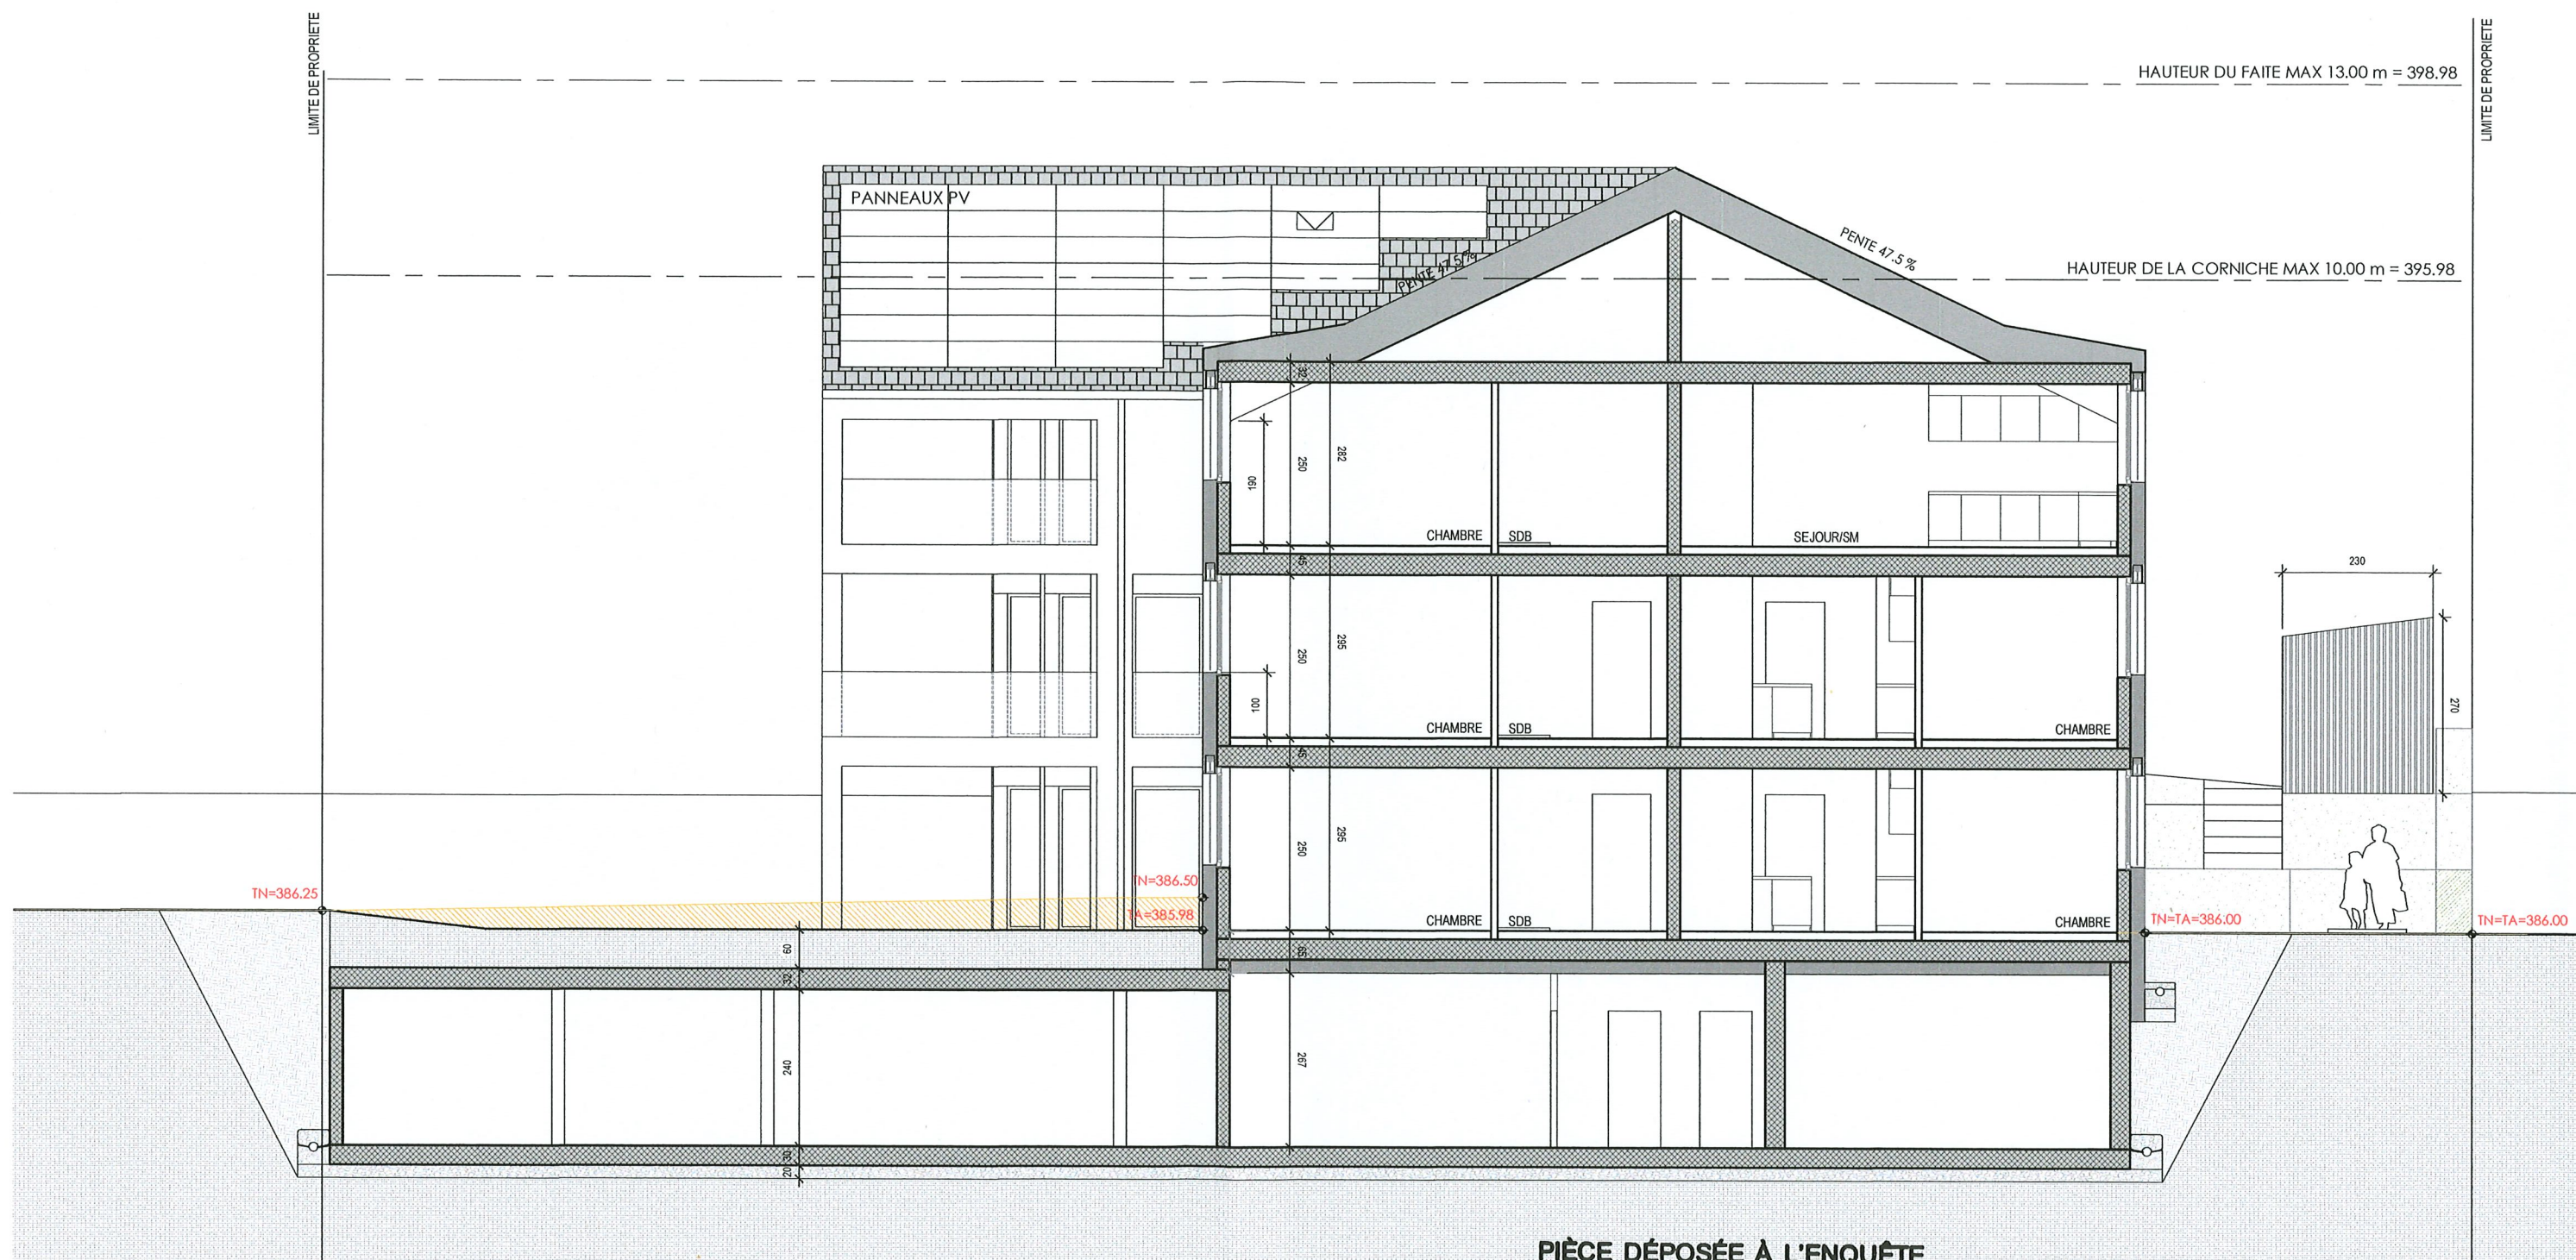 LIMITE DE PROPRIETE
LIMITE DE PROPRIETE
HAUTEUR DU FAITE MAX 13.00 m = 398.98
PANNEAUX PV
PENTE 47.5 %
PENTE 47.5 %
HAUTEUR DE LA CORNICHE MAX 10.00 m = 395.98
32
250
282
160
CHAMBRE
SDB
SEJOUR/SM
45
230
250
295
100
270
CHAMBRE
SDB
CHAMBRE
45
250
295
TN=386.25
TN=386.50
TA=385.98
CHAMBRE
SDB
CHAMBRE
TN=TA=386.00
TN=TA=386.00
60
65
32
240
267
30
20
PIÈCE DÉPOSÉE À L'ENQUÊTE